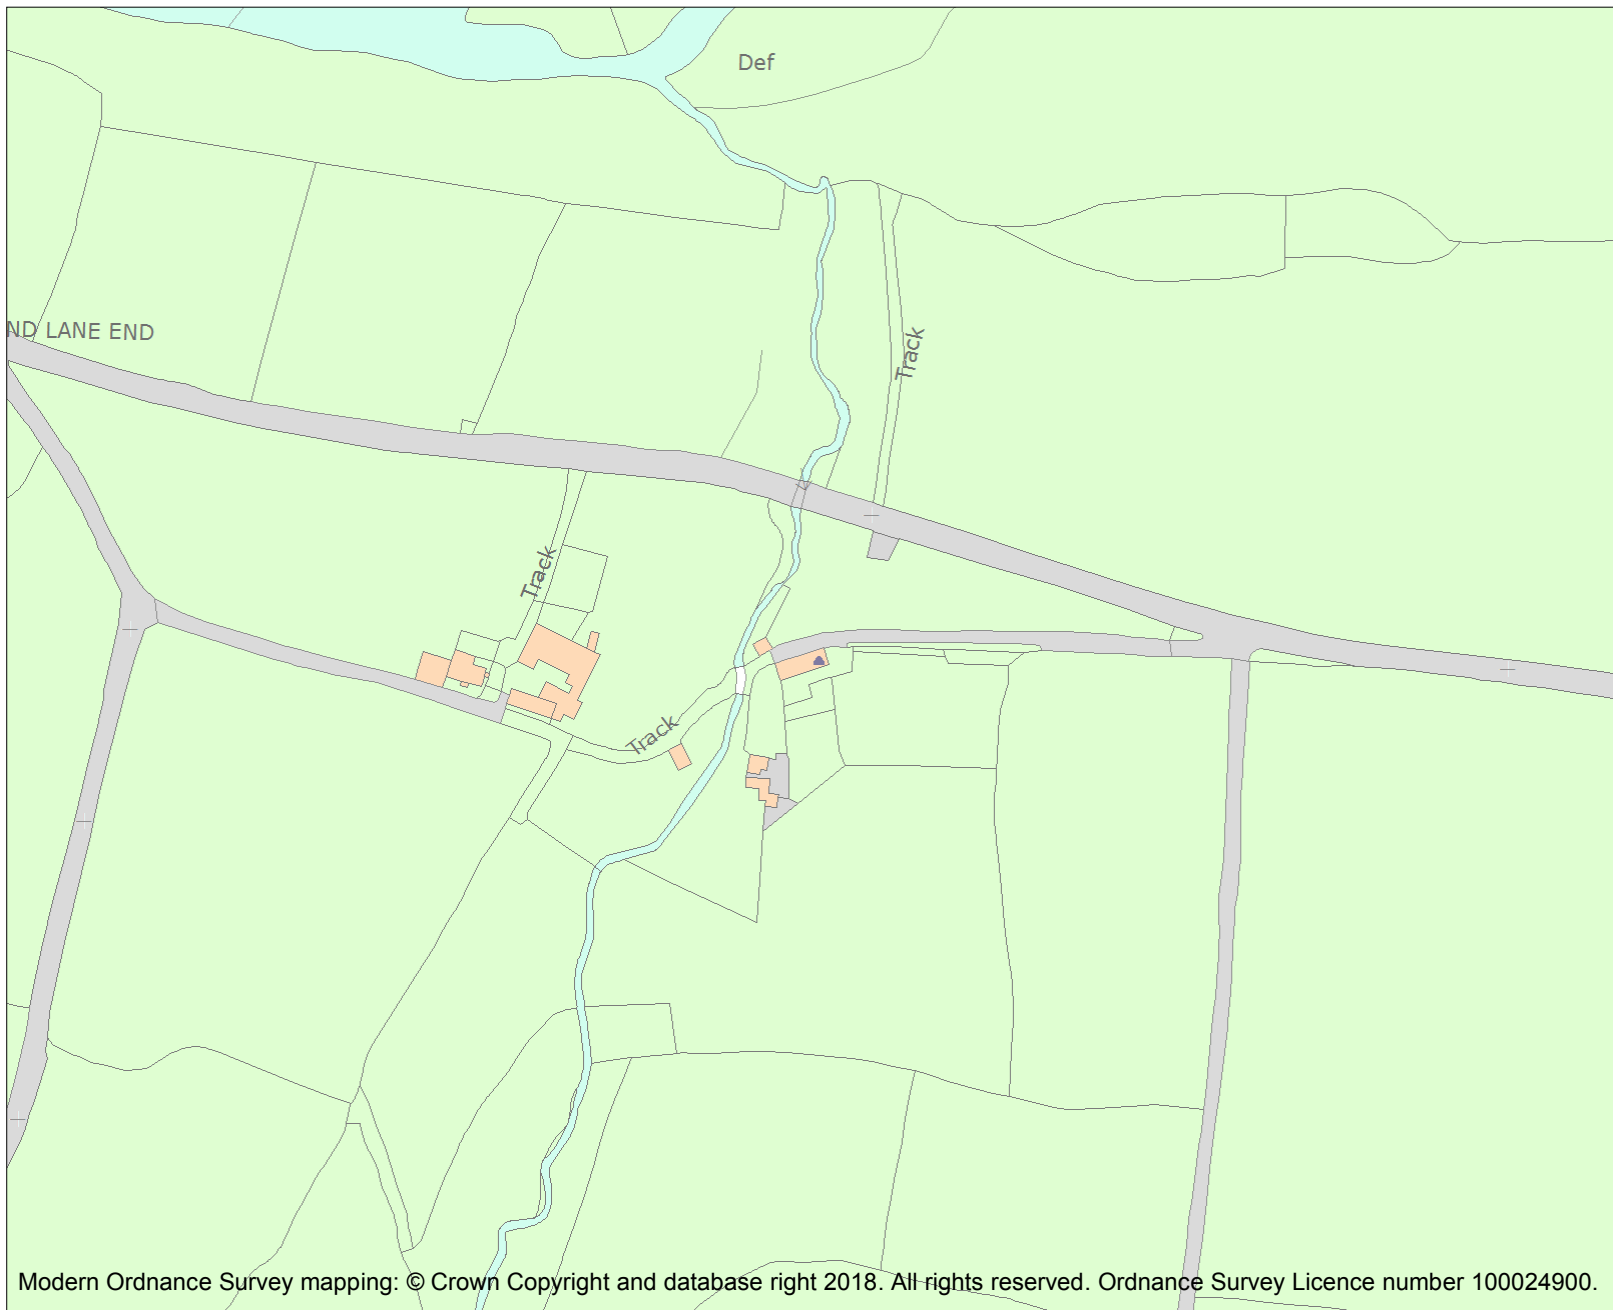 Def
ND LANE END
Track
Track
Track
Modern Ordnance Survey mapping: © Crown Copyright and database right 2018. All rights reserved. Ordnance Survey Licence number 100024900.